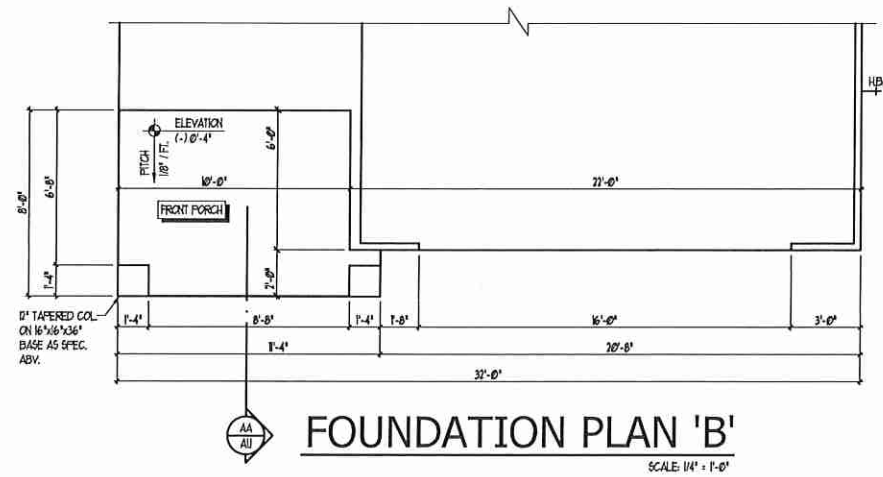 HB
ELEVATION
(-) 0'-4"
PITCH
1/8" / FT.
8'-0"
6'-8"
6'-0"
10'-0"
22'-0"
FRONT PORCH
1'-4"
2'-0"
12" TAPERED COL.
ON 16"x16"x36"
BASE AS SPEC.
ABV.
1'-4"
8'-8"
1'-4"
1'-8"
16'-0"
3'-0"
11'-4"
20'-8"
32'-0"
AA
FOUNDATION PLAN 'B'
SCALE: 1/4" = 1'-0"